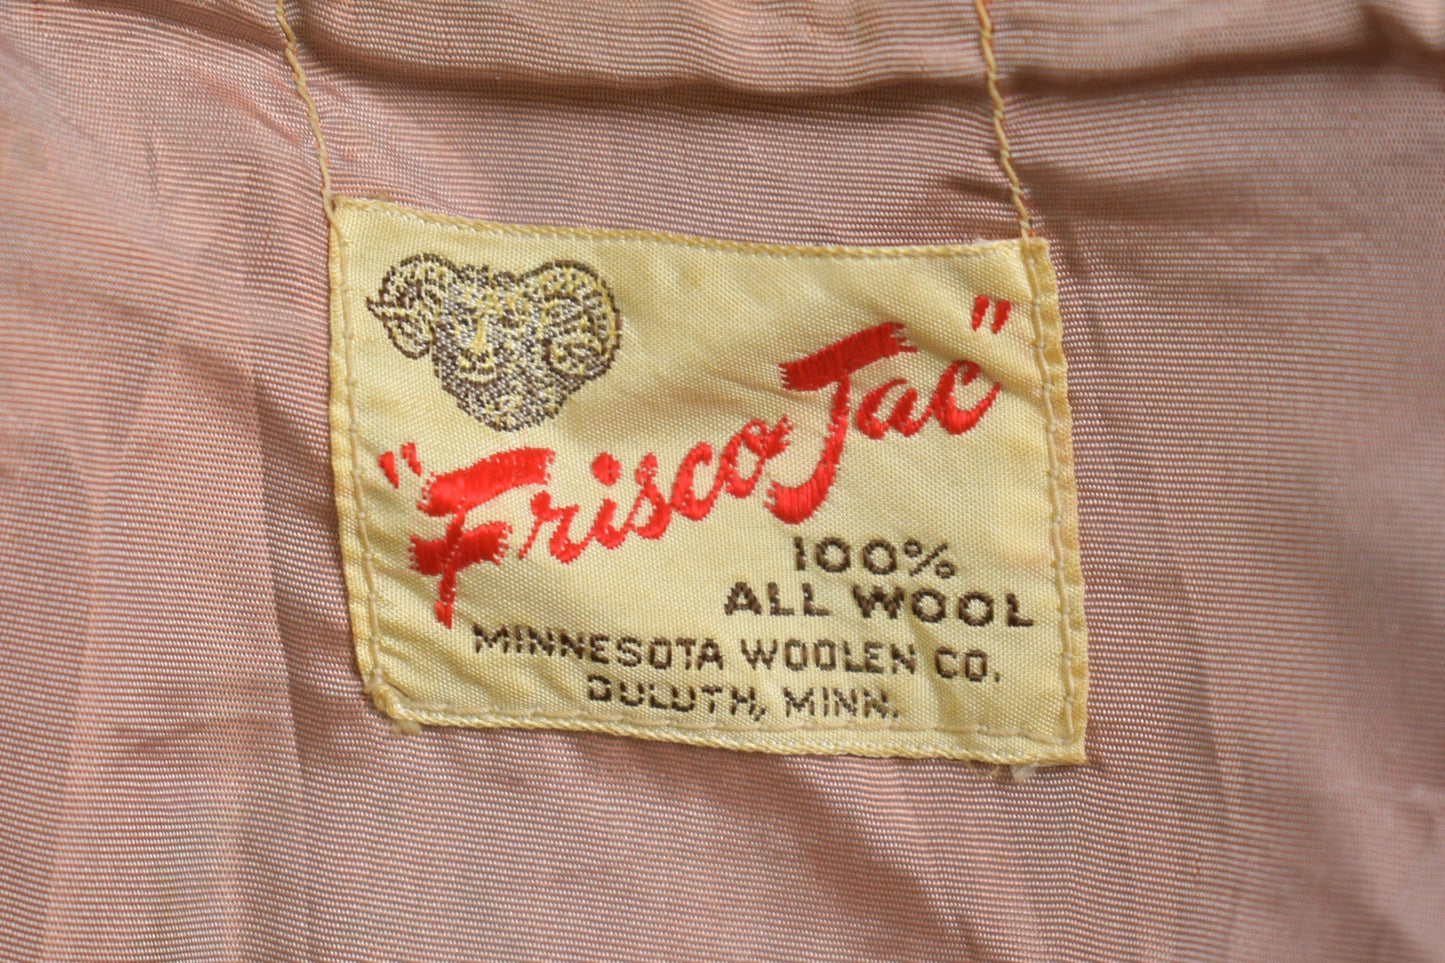 "Frisco Jac"
100%
ALL WOOL
MINNESOTA WOOLEN CO.
DULUTH, MINN.